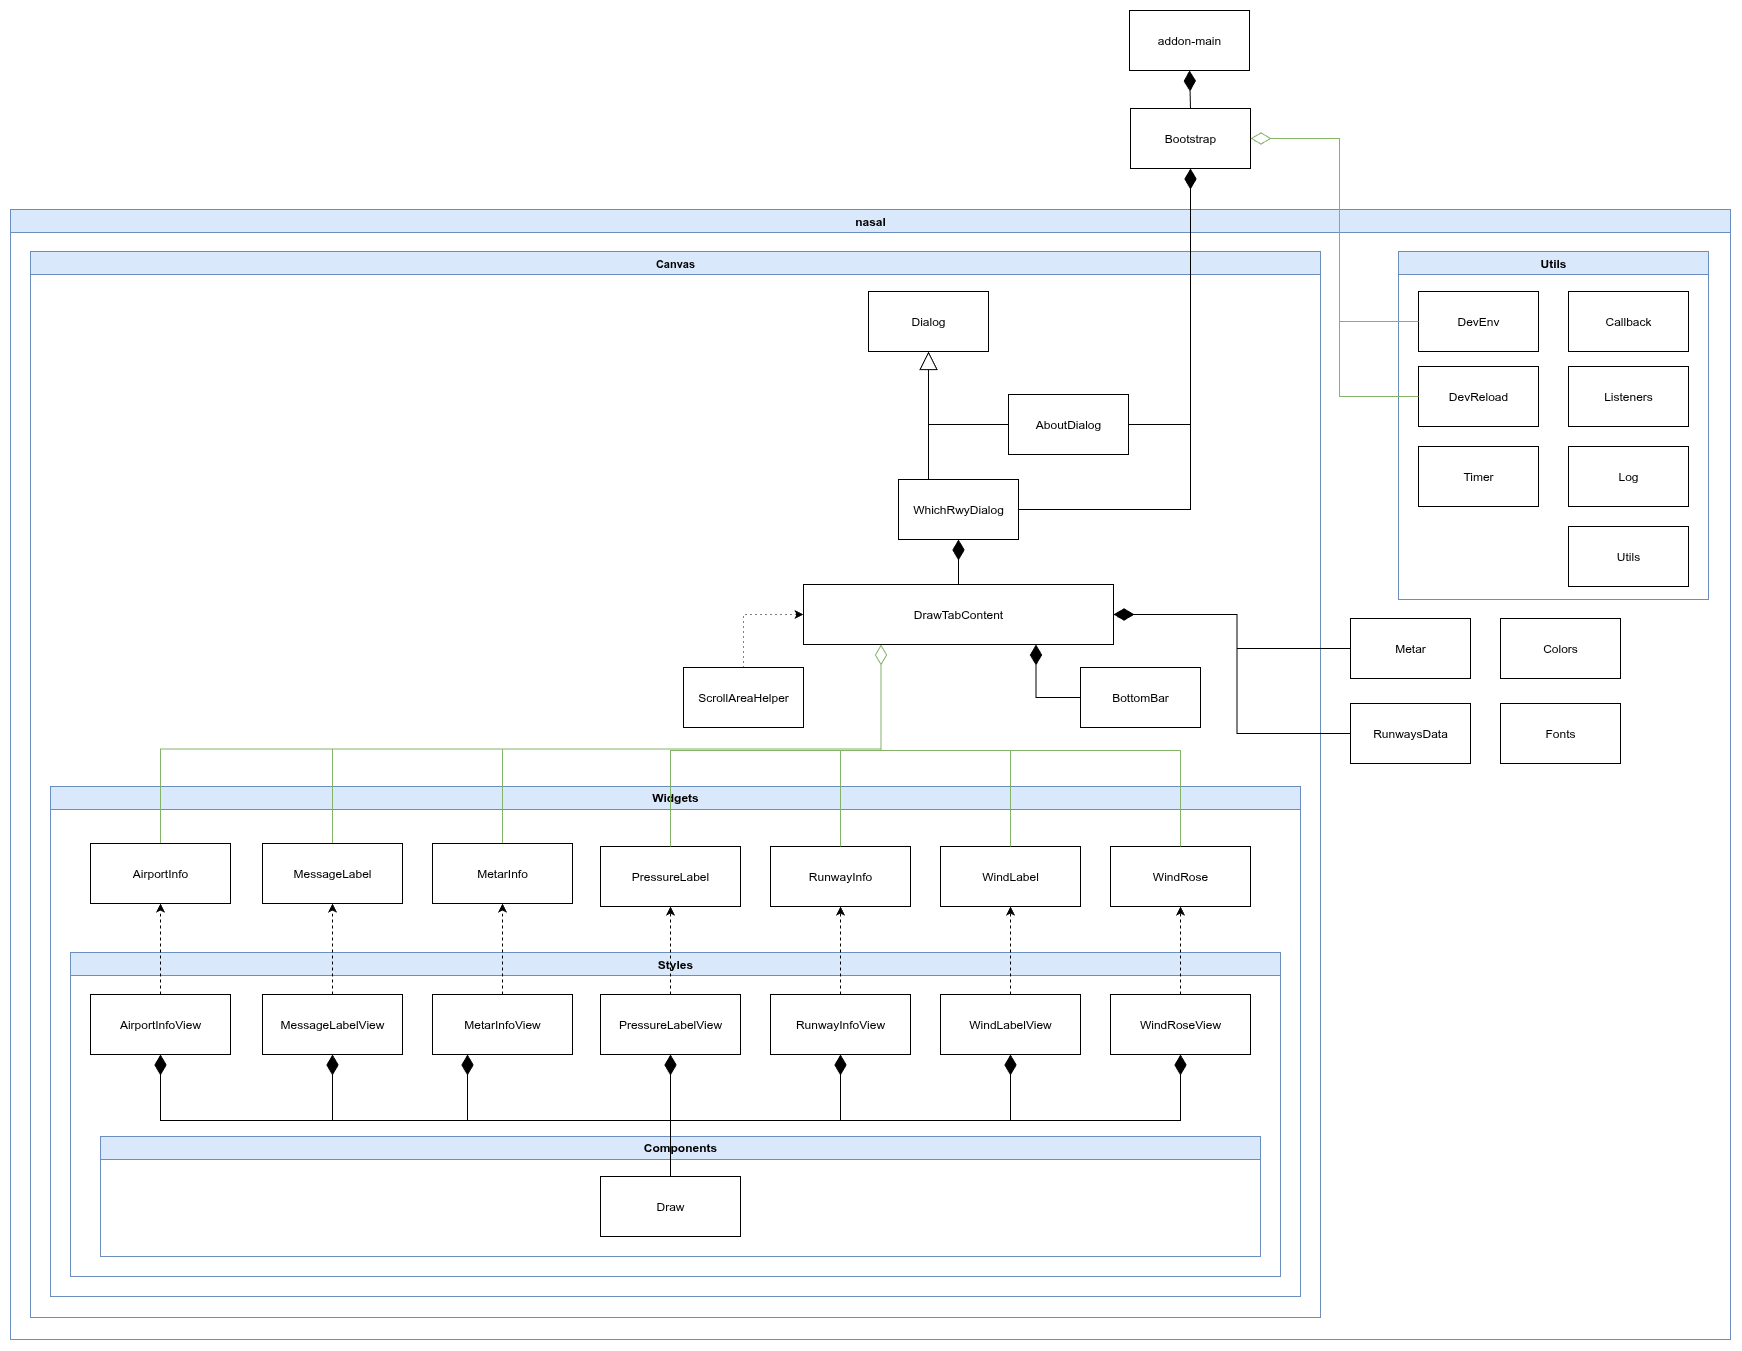 addon-main
Bootstrap
nasal
Canvas
Utils
Dialog
DevEnv
Callback
AboutDialog
DevReload
Listeners
WhichRwyDialog
Timer
Log
Utils
DrawTabContent
ScrollAreaHelper
BottomBar
Metar
Colors
RunwaysData
Fonts
Widgets
AirportInfo
MessageLabel
MetarInfo
PressureLabel
RunwayInfo
WindLabel
WindRose
Styles
AirportInfoView
MessageLabelView
MetarInfoView
PressureLabelView
RunwayInfoView
WindLabelView
WindRoseView
Components
Draw